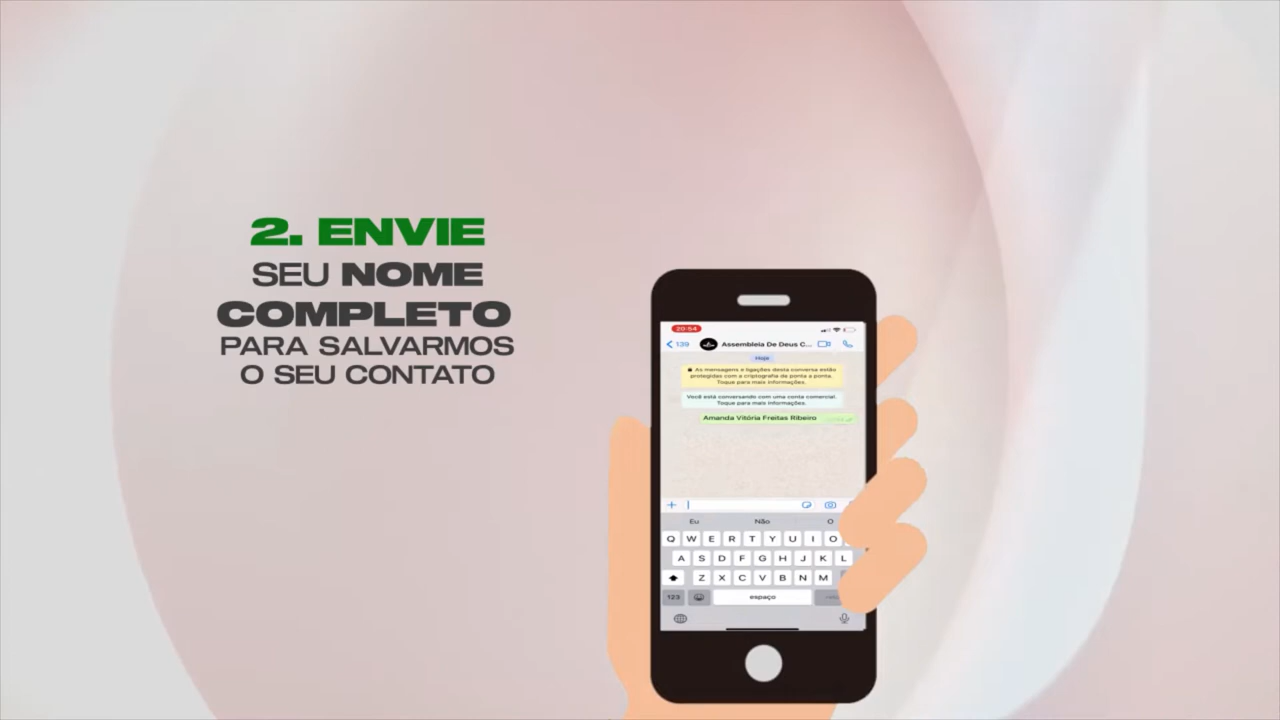 2. ENVIE
SEU NOME
COMPLETO
PARA SALVARMOS
O SEU CONTATO
20:54
139
Assembleia De Deus C...
Hoje
As mensagens e ligações desta conversa estão
protegidas com a criptografia de ponta a ponta.
Toque para mais informações.
Você está conversando com uma conta comercial.
Toque para mais informações.
Amanda Vitória Freitas Ribeiro
Eu Não O
Q W E R T Y U I O
A S D F G H J K L
Z X C V B N M
123 espaço